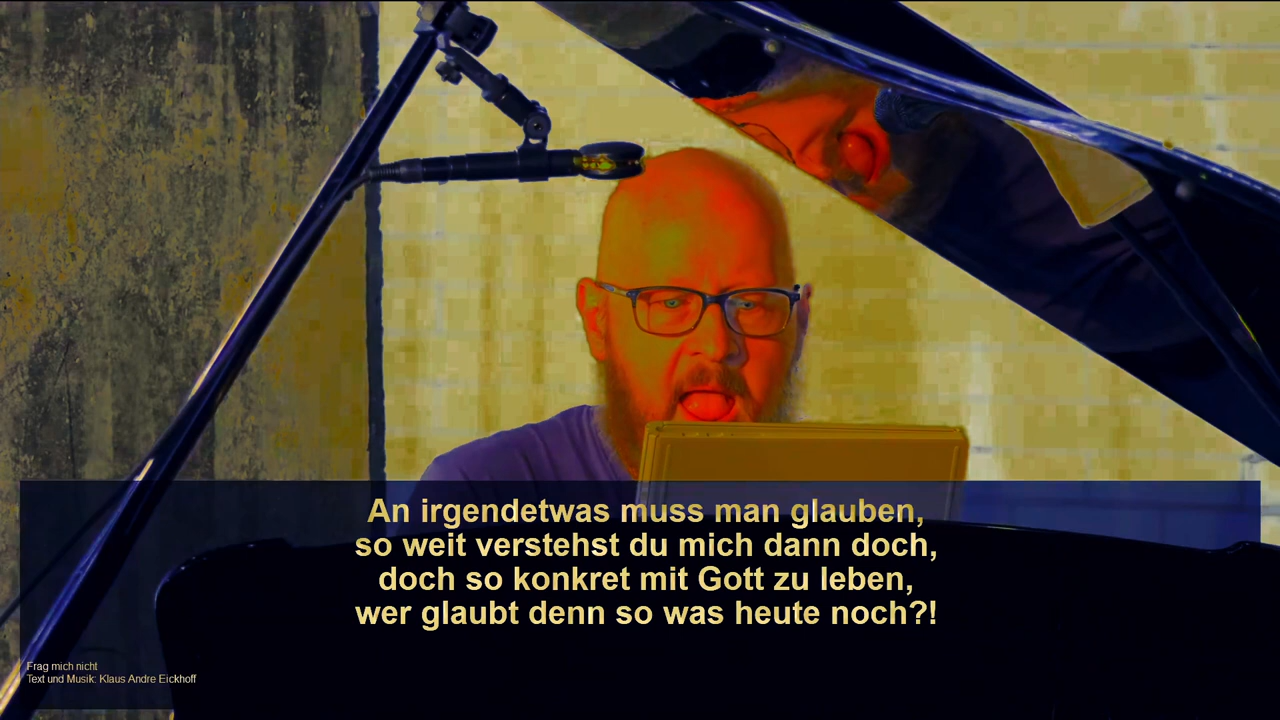 An irgendetwas muss man glauben,
so weit verstehst du mich dann doch,
doch so konkret mit Gott zu leben,
wer glaubt denn so was heute noch?!
Frag mich nicht
Text und Musik: Klaus Andre Eickhoff